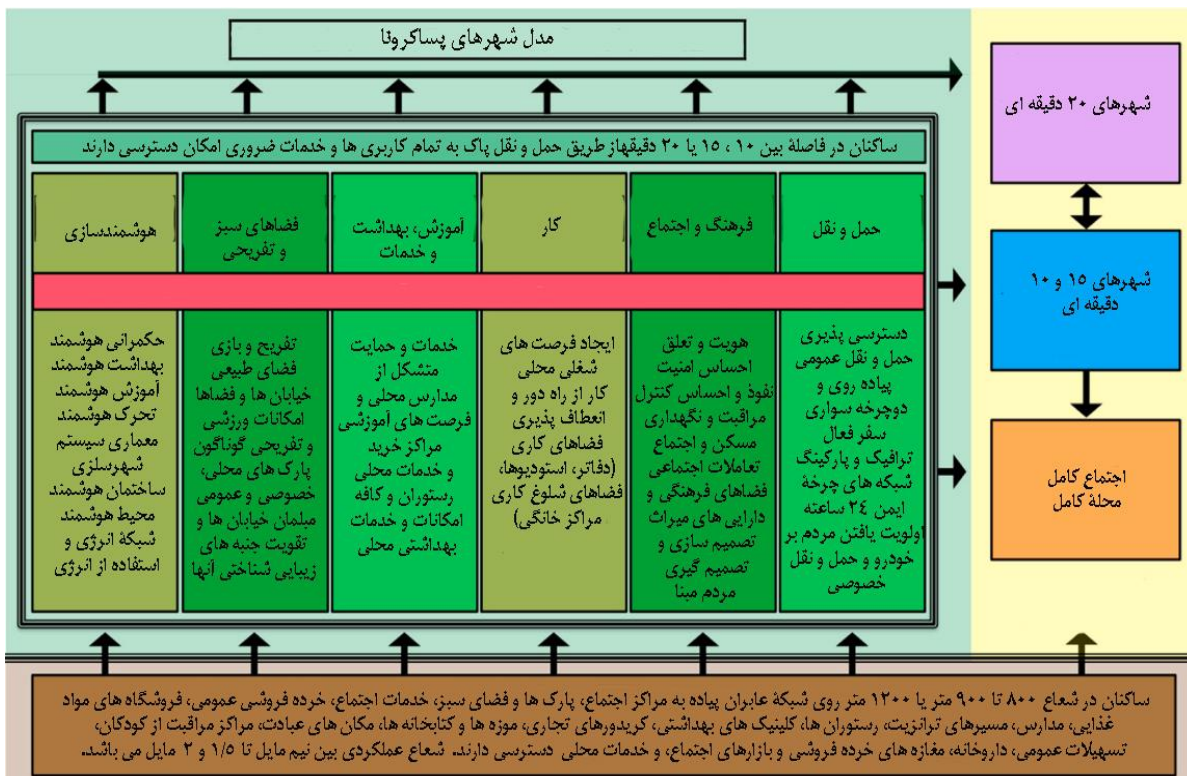 مدل شهرهای پساکرونا
ساکنان در فاصلهٔ بین ۱۰ ، ۱۵ یا ۲۰ دقیقهاز طریق حمل و نقل پاک به تمام کاربری ها و خدمات ضروری امکان دسترسی دارند
حمل و نقل
دسترسی پذیری
حمل و نقل عمومی
پیاده روی و
دوچرخه سواری
سفر فعال
ترافیک و پارکینگ
شبکه های چرخهٔ
ایمن ۲۴ ساعته
اولویت یافتن مردم بر
خودرو و حمل و نقل
خصوصی
فرهنگ و اجتماع
هویت و تعلق
احساس امنیت
نفوذ و احساس کنترل
مراقبت و نگهداری
مسکن و اجتماع
تعاملات اجتماعی
فضاهای فرهنگی و
دارایی های میراث
تصمیم سازی و
تصمیم گیری
مردم مبنا
کار
ایجاد فرصت های
شغلی محلی
کار از راه دور و
انعطاف پذیری
فضاهای کاری
(دفاتر، استودیوها،
فضاهای شلوغ کاری
مراکز خانگی)
آموزش، بهداشت
و خدمات
خدمات و حمایت
متشکل از
مدارس محلی و
فرصت های آموزشی
مراکز خرید
و خدمات محلی
رستوران و کافه
امکانات و خدمات
بهداشتی محلی
فضاهای سبز
و تفریحی
تفریح و بازی
فضای طبیعی
خیابان ها و فضاها
امکانات ورزشی
و تفریحی گوناگون
پارک های محلی،
خصوصی و عمومی
مبلمان خیابان ها و
تقویت جنبه های
زیبایی شناختی آنها
هوشمندسازی
حکمرانی هوشمند
بهداشت هوشمند
آموزش هوشمند
تحرک هوشمند
معماری سیستم
شهرسلزی
ساختمان هوشمند
محیط هوشمند
شبکهٔ انرژی و
استفاده از انرژی
شهرهای ۲۰ دقیقه ای
شهرهای ۱۵ و ۱۰
دقیقه ای
اجتماع کامل
محلهٔ کامل
ساکنان در شعاع ۸۰۰ تا ۹۰۰ متر یا ۱۲۰۰ متر روی شبکهٔ عابران پیاده به مراکز اجتماع، پارک ها و فضای سبز، خدمات اجتماع، خرده فروشی عمومی، فروشگاه های مواد
غذایی، مدارس، مسیرهای ترانزیت، رستوران ها، کلینیک های بهداشتی، کریدورهای تجاری، موزه ها و کتابخانه ها، مکان های عبادت، مراکز مراقبت از کودکان،
تسهیلات عمومی، داروخانه، مغازه های خرده فروشی و بازارهای اجتماع، و خدمات محلی دسترسی دارند. شعاع عملکردی بین نیم مایل تا ۱/۵ و ۲ مایل می باشد.